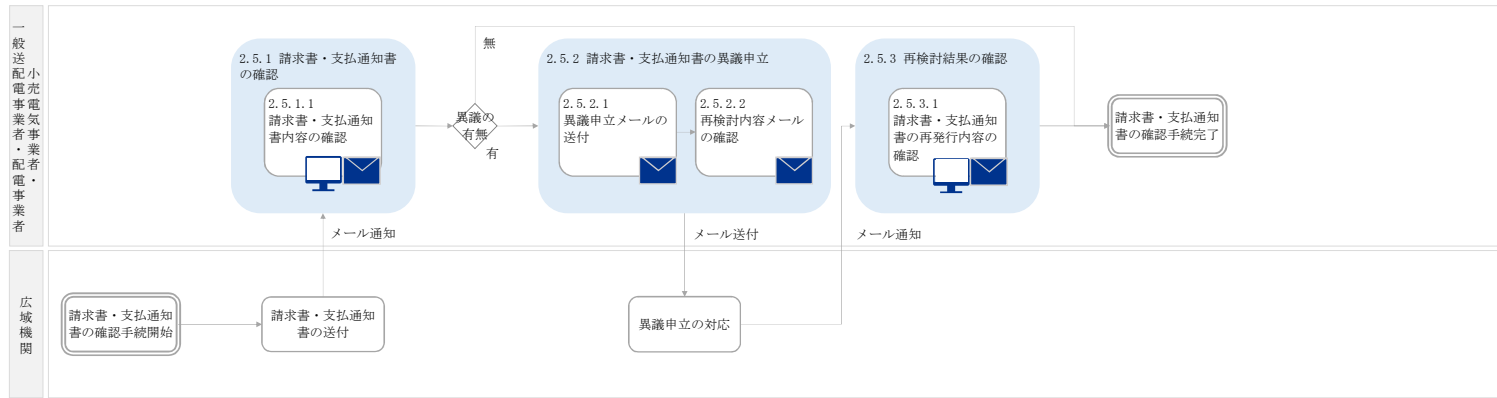 小売電気事業者・
一般送配電事業者・配電事業者
無
2.5.1 請求書・支払通知書
の確認
2.5.1.1
請求書・支払通知
書内容の確認
異議の
有無
有
2.5.2 請求書・支払通知書の異議申立
2.5.2.1
異議申立メールの
送付
2.5.2.2
再検討内容メール
の確認
2.5.3 再検討結果の確認
2.5.3.1
請求書・支払通知
書の再発行内容の
確認
請求書・支払通知
書の確認手続完了
メール通知
メール送付
メール通知
広域機関
請求書・支払通知
書の確認手続開始
請求書・支払通知
書の送付
異議申立の対応